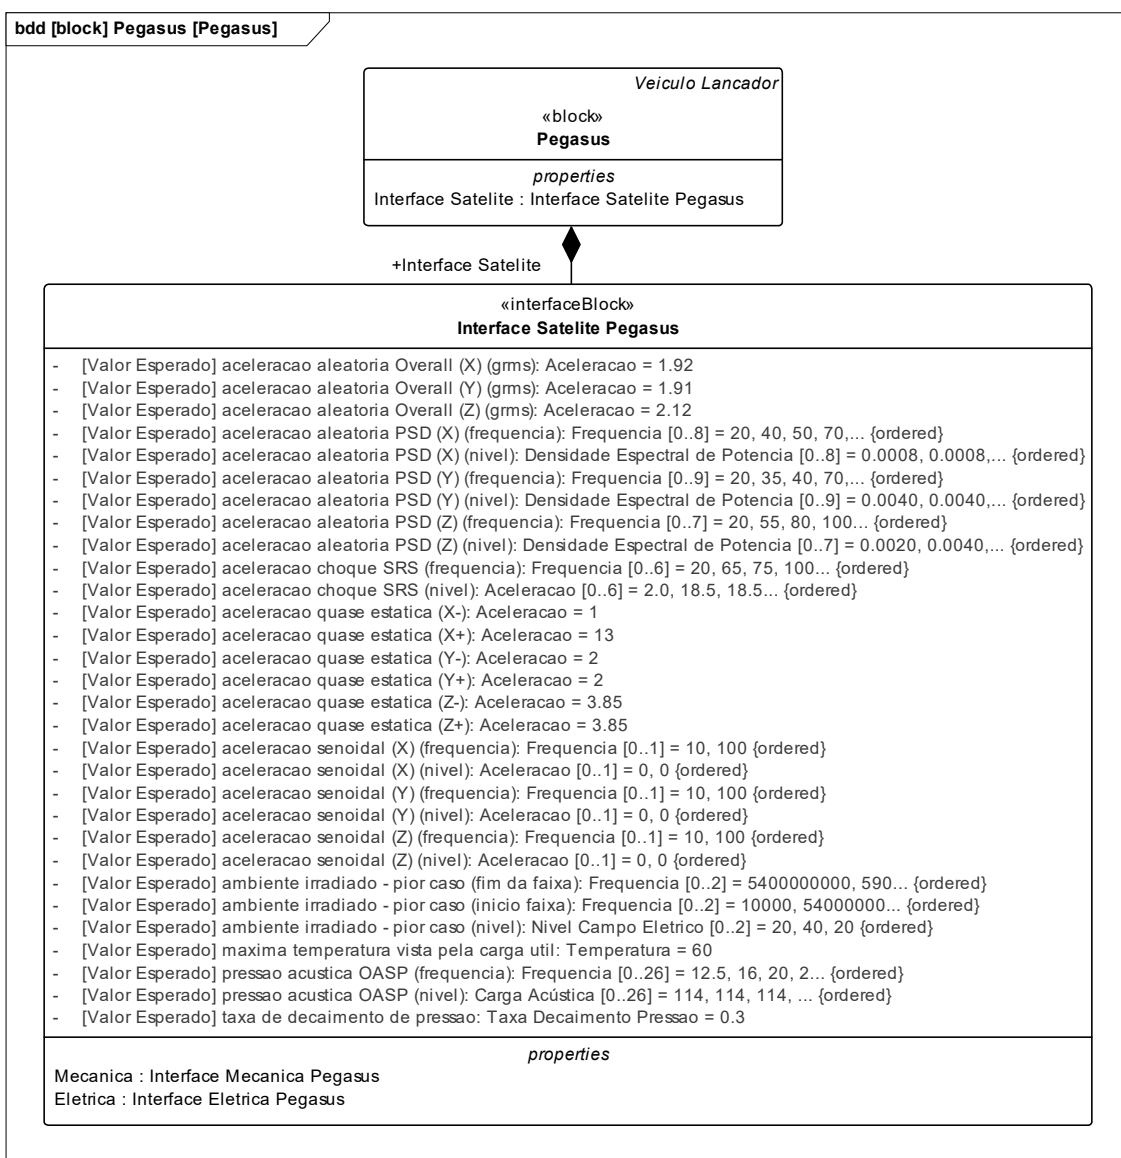 bdd [block] Pegasus [Pegasus]
Veiculo Lancador
«block»
Pegasus
properties
Interface Satelite : Interface Satelite Pegasus
+Interface Satelite
«interfaceBlock»
Interface Satelite Pegasus
- [Valor Esperado] aceleracao aleatoria Overall (X) (grms): Aceleracao = 1.92
- [Valor Esperado] aceleracao aleatoria Overall (Y) (grms): Aceleracao = 1.91
- [Valor Esperado] aceleracao aleatoria Overall (Z) (grms): Aceleracao = 2.12
- [Valor Esperado] aceleracao aleatoria PSD (X) (frequencia): Frequencia [0..8] = 20, 40, 50, 70,... {ordered}
- [Valor Esperado] aceleracao aleatoria PSD (X) (nivel): Densidade Espectral de Potencia [0..8] = 0.0008, 0.0008,... {ordered}
- [Valor Esperado] aceleracao aleatoria PSD (Y) (frequencia): Frequencia [0..9] = 20, 35, 40, 70,... {ordered}
- [Valor Esperado] aceleracao aleatoria PSD (Y) (nivel): Densidade Espectral de Potencia [0..9] = 0.0040, 0.0040,... {ordered}
- [Valor Esperado] aceleracao aleatoria PSD (Z) (frequencia): Frequencia [0..7] = 20, 55, 80, 100... {ordered}
- [Valor Esperado] aceleracao aleatoria PSD (Z) (nivel): Densidade Espectral de Potencia [0..7] = 0.0020, 0.0040,... {ordered}
- [Valor Esperado] aceleracao choque SRS (frequencia): Frequencia [0..6] = 20, 65, 75, 100... {ordered}
- [Valor Esperado] aceleracao choque SRS (nivel): Aceleracao [0..6] = 2.0, 18.5, 18.5... {ordered}
- [Valor Esperado] aceleracao quase estatica (X-): Aceleracao = 1
- [Valor Esperado] aceleracao quase estatica (X+): Aceleracao = 13
- [Valor Esperado] aceleracao quase estatica (Y-): Aceleracao = 2
- [Valor Esperado] aceleracao quase estatica (Y+): Aceleracao = 2
- [Valor Esperado] aceleracao quase estatica (Z-): Aceleracao = 3.85
- [Valor Esperado] aceleracao quase estatica (Z+): Aceleracao = 3.85
- [Valor Esperado] aceleracao senoidal (X) (frequencia): Frequencia [0..1] = 10, 100 {ordered}
- [Valor Esperado] aceleracao senoidal (X) (nivel): Aceleracao [0..1] = 0, 0 {ordered}
- [Valor Esperado] aceleracao senoidal (Y) (frequencia): Frequencia [0..1] = 10, 100 {ordered}
- [Valor Esperado] aceleracao senoidal (Y) (nivel): Aceleracao [0..1] = 0, 0 {ordered}
- [Valor Esperado] aceleracao senoidal (Z) (frequencia): Frequencia [0..1] = 10, 100 {ordered}
- [Valor Esperado] aceleracao senoidal (Z) (nivel): Aceleracao [0..1] = 0, 0 {ordered}
- [Valor Esperado] ambiente irradiado - pior caso (fim da faixa): Frequencia [0..2] = 5400000000, 590... {ordered}
- [Valor Esperado] ambiente irradiado - pior caso (inicio faixa): Frequencia [0..2] = 10000, 54000000... {ordered}
- [Valor Esperado] ambiente irradiado - pior caso (nivel): Nivel Campo Eletrico [0..2] = 20, 40, 20 {ordered}
- [Valor Esperado] maxima temperatura vista pela carga util: Temperatura = 60
- [Valor Esperado] pressao acustica OASP (frequencia): Frequencia [0..26] = 12.5, 16, 20, 2... {ordered}
- [Valor Esperado] pressao acustica OASP (nivel): Carga Acústica [0..26] = 114, 114, 114, ... {ordered}
- [Valor Esperado] taxa de decaimento de pressao: Taxa Decaimento Pressao = 0.3
properties
Mecanica : Interface Mecanica Pegasus
Eletrica : Interface Eletrica Pegasus